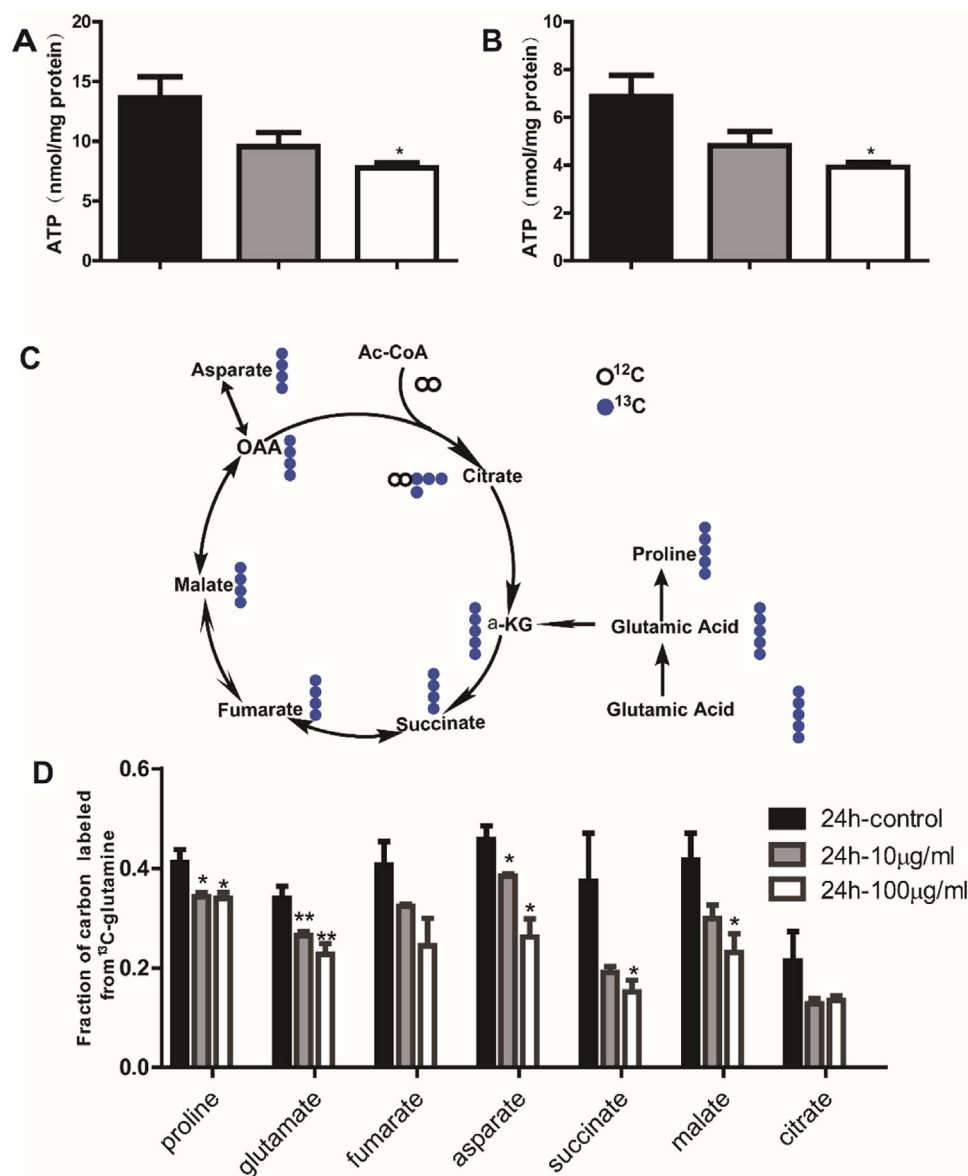 A
ATP (nmol/mg protein)
20
15
10
5
0
*
B
ATP (nmol/mg protein)
10
8
6
4
2
0
*
C
Ac-CoA
12C
13C
Asparate
OAA
Citrate
Malate
Proline
a-KG
Glutamic Acid
Fumarate
Succinate
Glutamic Acid
D
Fraction of carbon labeled
from13C-glutamine
0.6
0.4
0.2
0.0
24h-control
24h-10μg/ml
24h-100μg/ml
* *
** **
* *
*
*
proline
glutamate
fumarate
asparate
succinate
malate
citrate